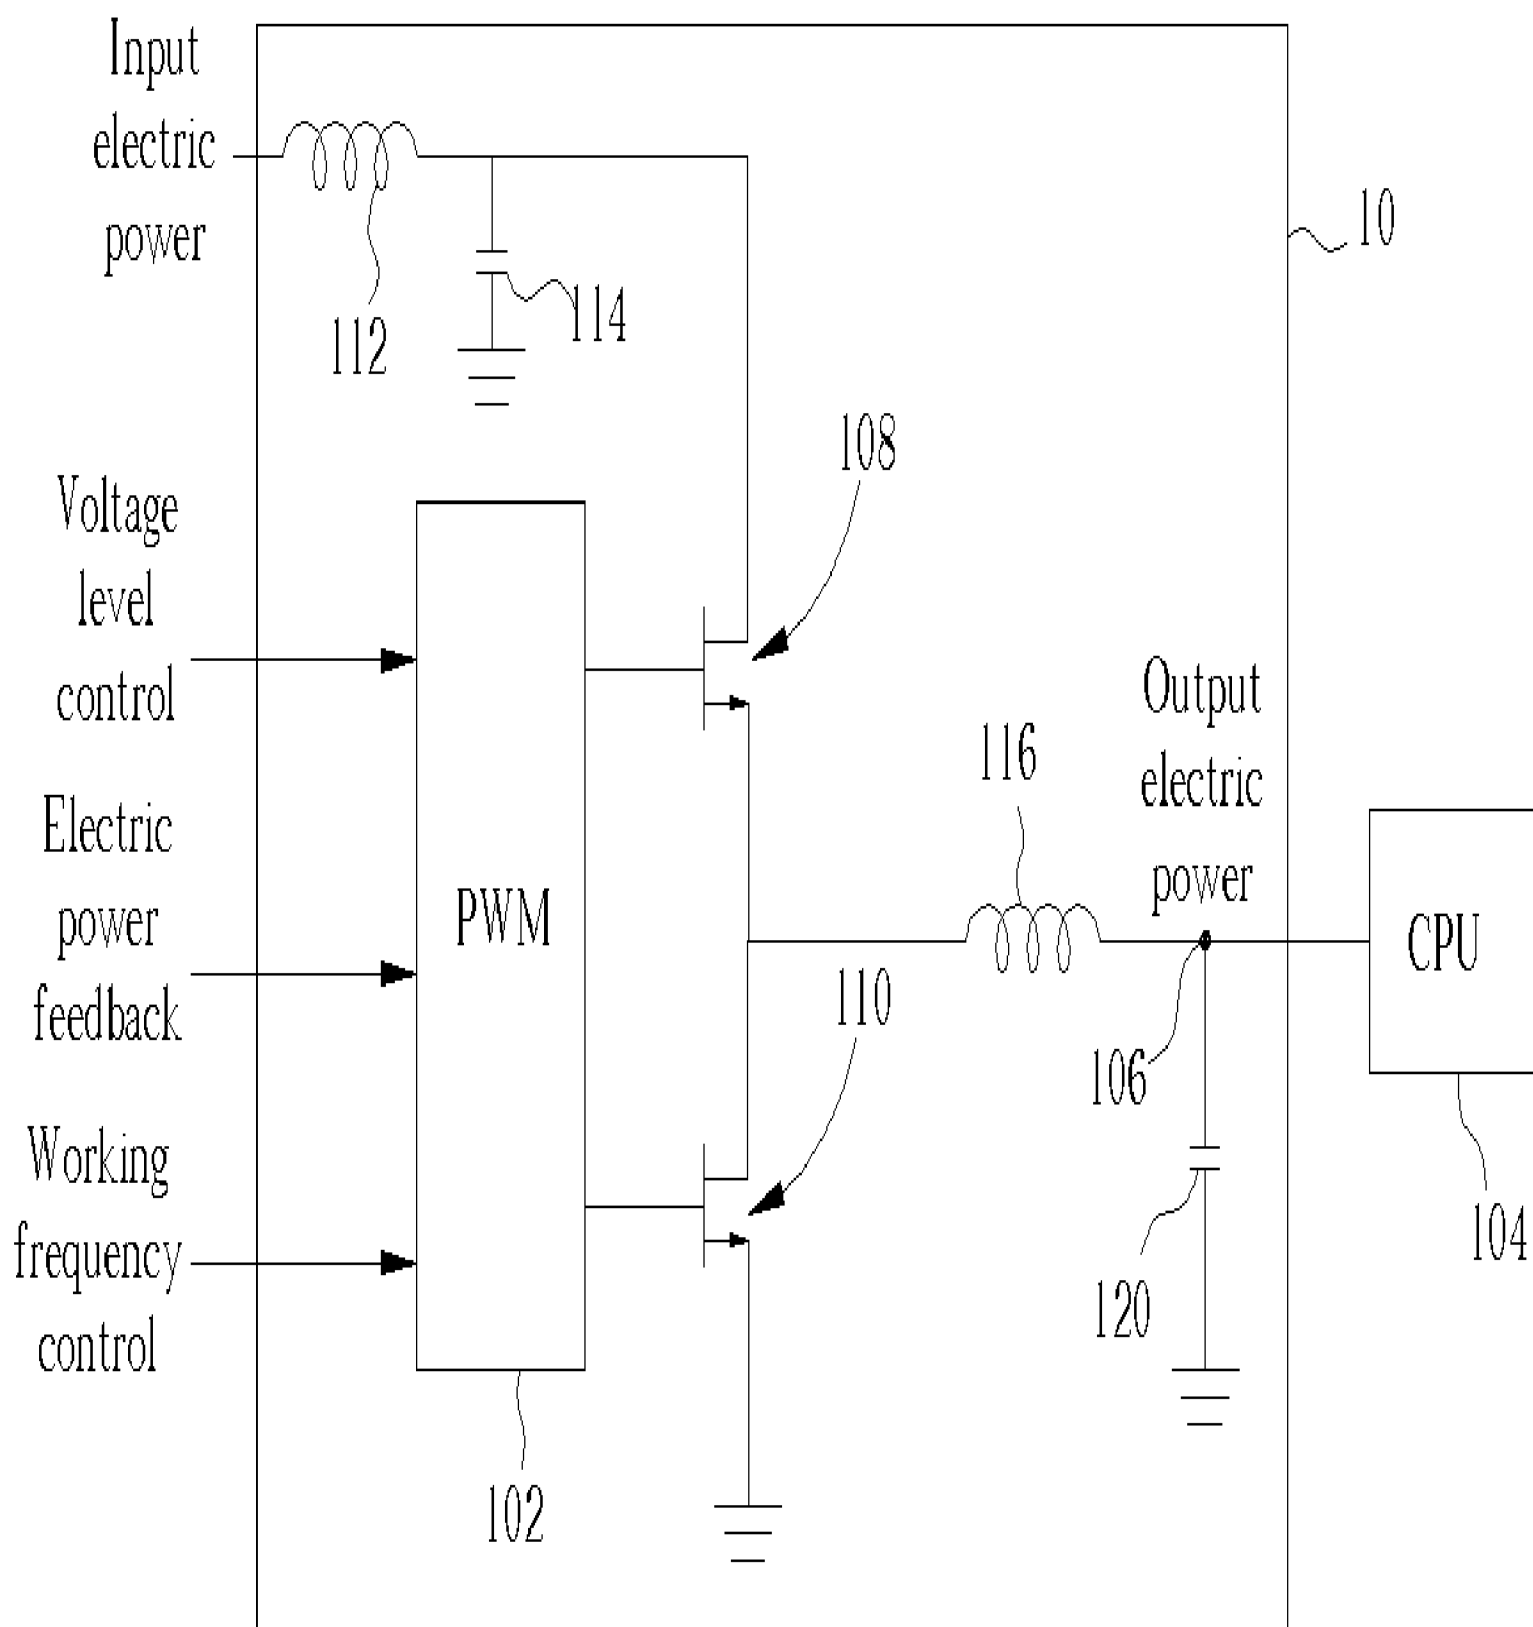 Input
electric
power
10
112
114
108
Voltage
level
control
Output
electric
power
116
Electric
power
feedback
PWM
CPU
110
106
Working
frequency
control
104
120
102